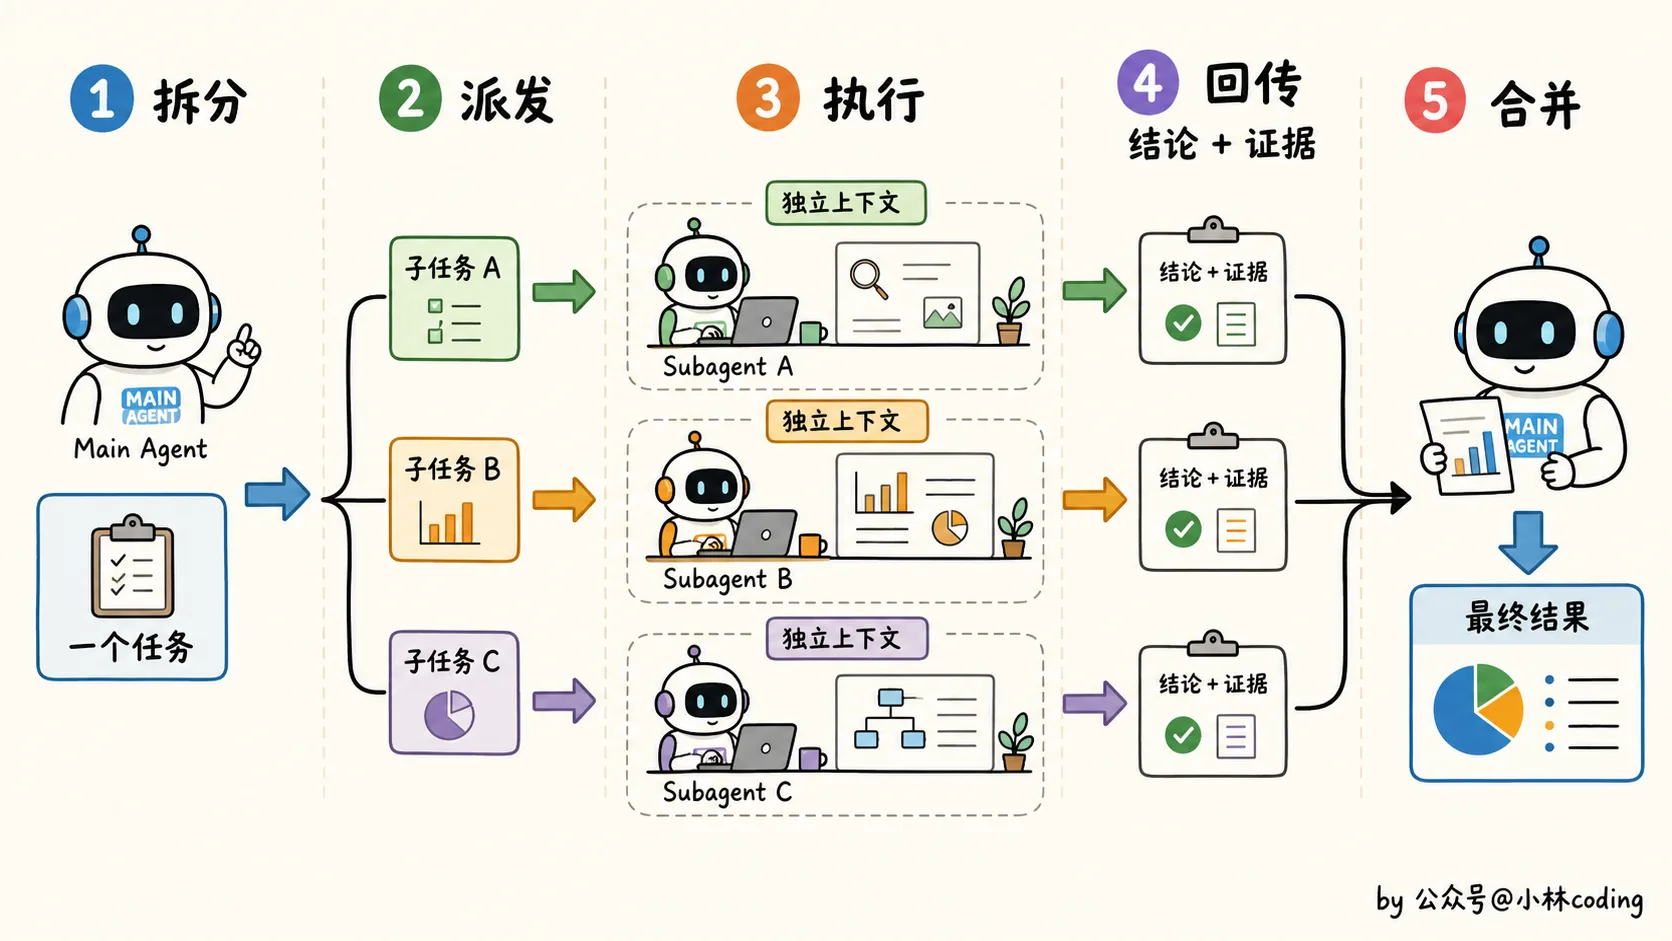 1 拆分
2 派发
3 执行
4 回传
结论 + 证据
5 合并
MAIN
AGENT
Main Agent
一个任务
子任务 A
子任务 B
子任务 C
独立上下文
Subagent A
独立上下文
Subagent B
独立上下文
Subagent C
结论 + 证据
结论 + 证据
结论 + 证据
MAIN
AGENT
最终结果
by 公众号@小林coding